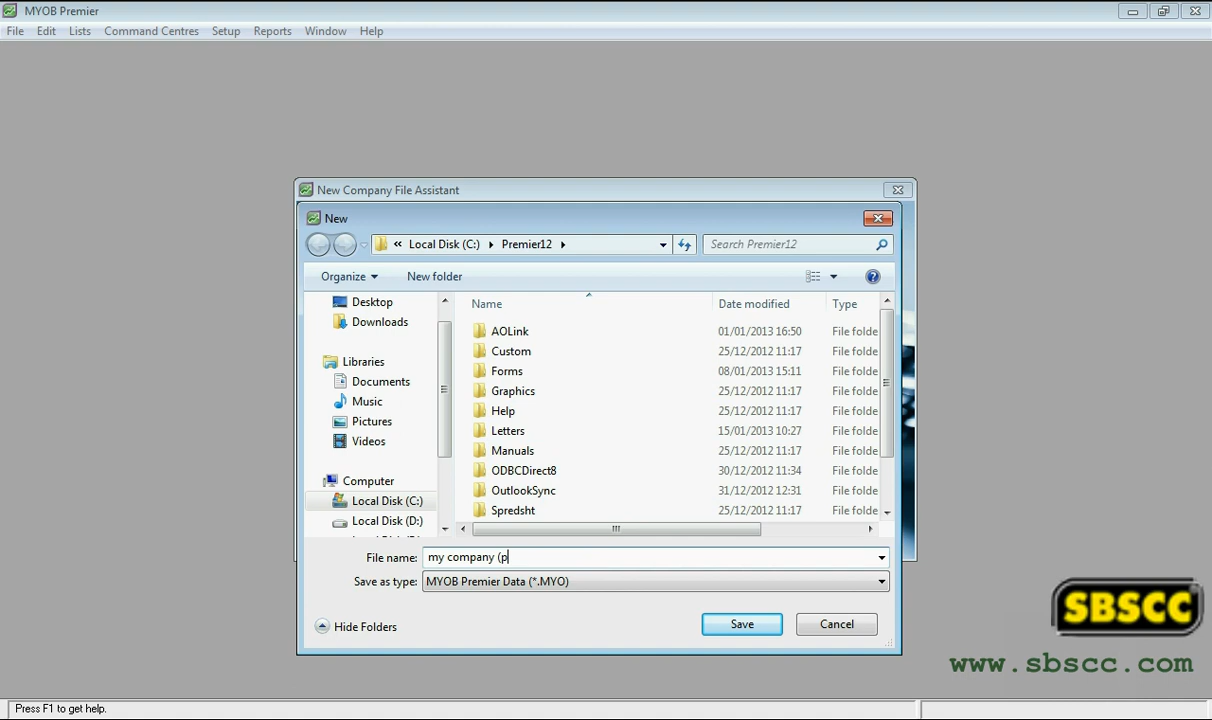 MYOB Premier
File Edit Lists Command Centres Setup Reports Window Help
New Company File Assistant
New
« Local Disk (C:) Premier12
Search Premier12
Organize New folder
Desktop
Downloads
Libraries
Documents
Music
Pictures
Videos
Computer
Local Disk (C:)
Local Disk (D:)
Name Date modified Type
AOLink 01/01/2013 16:50 File folde
Custom 25/12/2012 11:17 File folde
Forms 08/01/2013 15:11 File folde
Graphics 25/12/2012 11:17 File folde
Help 25/12/2012 11:17 File folde
Letters 15/01/2013 10:27 File folde
Manuals 25/12/2012 11:17 File folde
ODBCDirect8 30/12/2012 11:34 File folde
OutlookSync 31/12/2012 12:31 File folde
Spredsht 25/12/2012 11:17 File folde
File name: my company (p
Save as type: MYOB Premier Data (*.MYO)
Hide Folders Save Cancel
SBSCC
www.sbscc.com
Press F1 to get help.